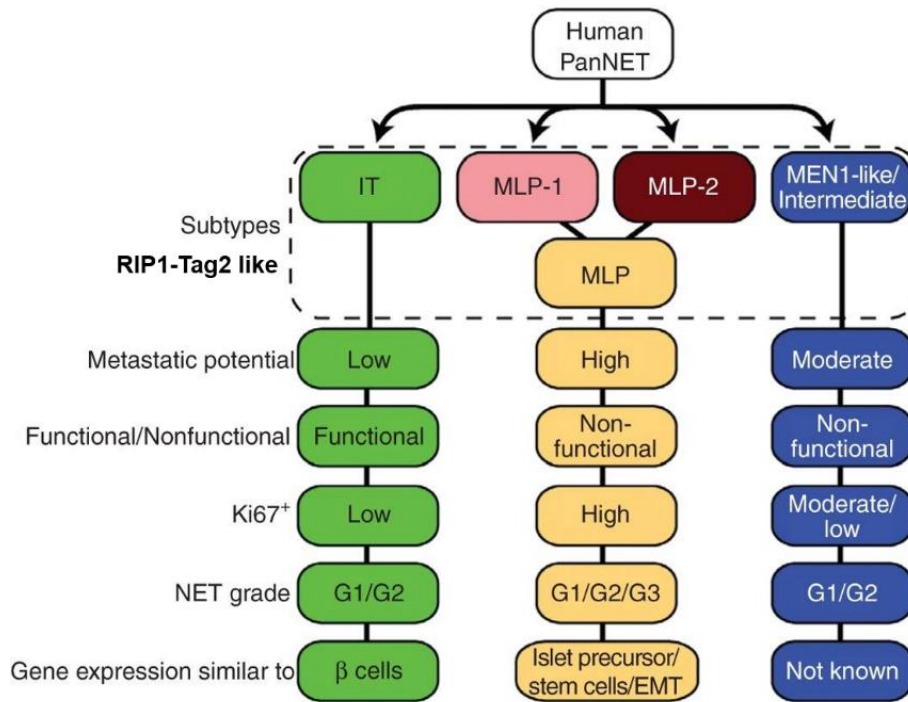 Human
PanNET
IT
MLP-1
MLP-2
MEN1-like/
Intermediate
Subtypes
RIP1-Tag2 like
MLP
Metastatic potential
Low
High
Moderate
Functional/Nonfunctional
Functional
Non-
functional
Non-
functional
Ki67⁺
Low
High
Moderate/
low
NET grade
G1/G2
G1/G2/G3
G1/G2
Gene expression similar to
β cells
Islet precursor/
stem cells/EMT
Not known